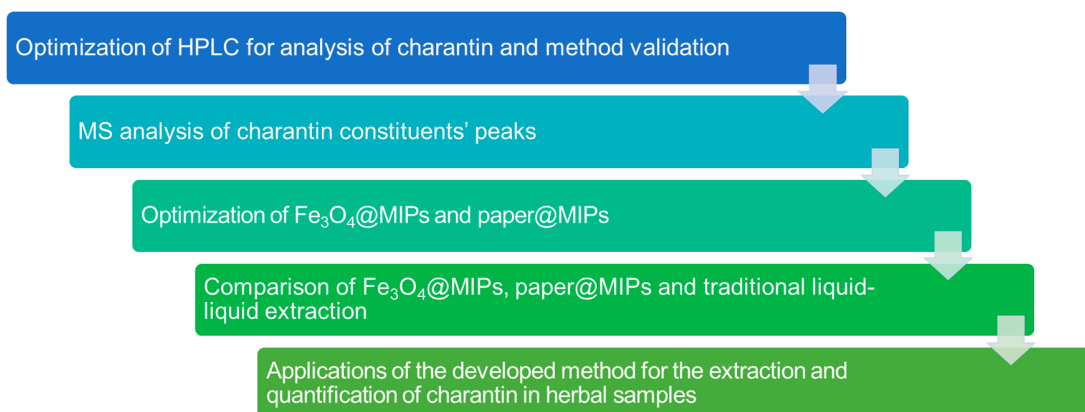 Optimization of HPLC for analysis of charantin and method validation
MS analysis of charantin constituents’ peaks
Optimization of Fe₃O₄@MIPs and paper@MIPs
Comparison of Fe₃O₄@MIPs, paper@MIPs and traditional liquid-
liquid extraction
Applications of the developed method for the extraction and
quantification of charantin in herbal samples